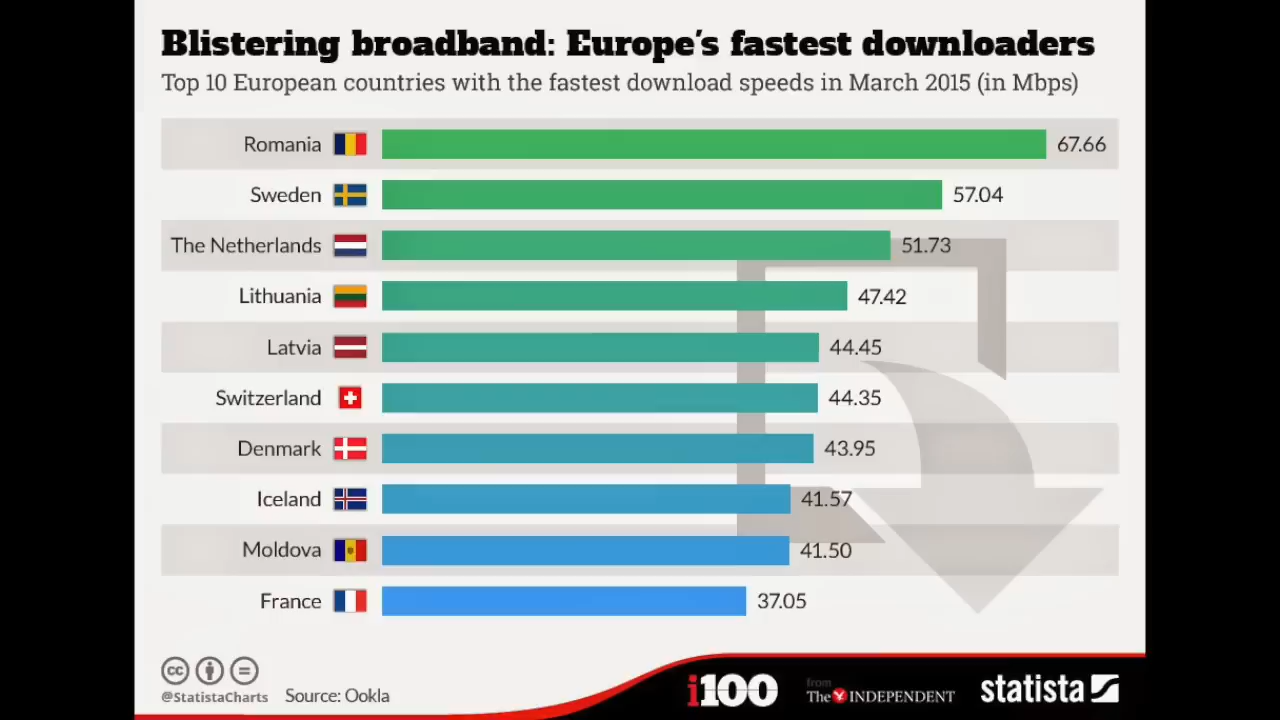 Blistering broadband: Europe's fastest downloaders
Top 10 European countries with the fastest download speeds in March 2015 (in Mbps)
Romania 67.66
Sweden 57.04
The Netherlands 51.73
Lithuania 47.42
Latvia 44.45
Switzerland 44.35
Denmark 43.95
Iceland 41.57
Moldova 41.50
France 37.05
cc
@StatistaCharts Source: Ookla
i100 from The INDEPENDENT statista